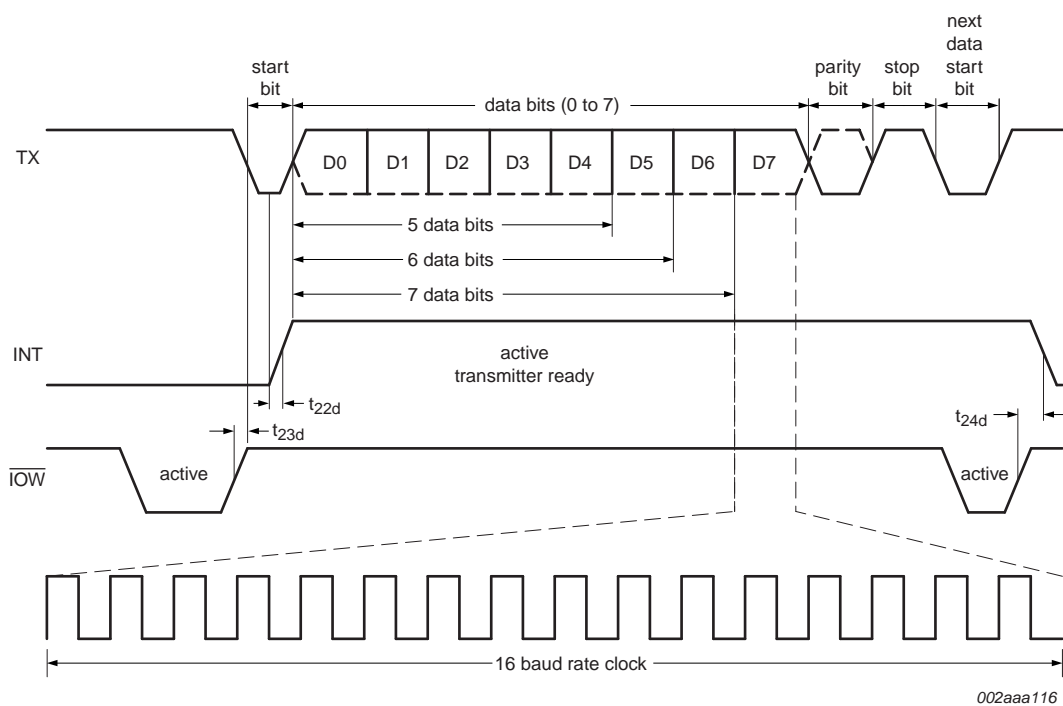 next
data
start
bit
start
bit
parity
bit
stop
bit
data bits (0 to 7)
TX
D0 D1 D2 D3 D4 D5 D6 D7
5 data bits
6 data bits
7 data bits
INT
active
transmitter ready
t22d
t23d
t24d
IOW
active
active
16 baud rate clock
002aaa116